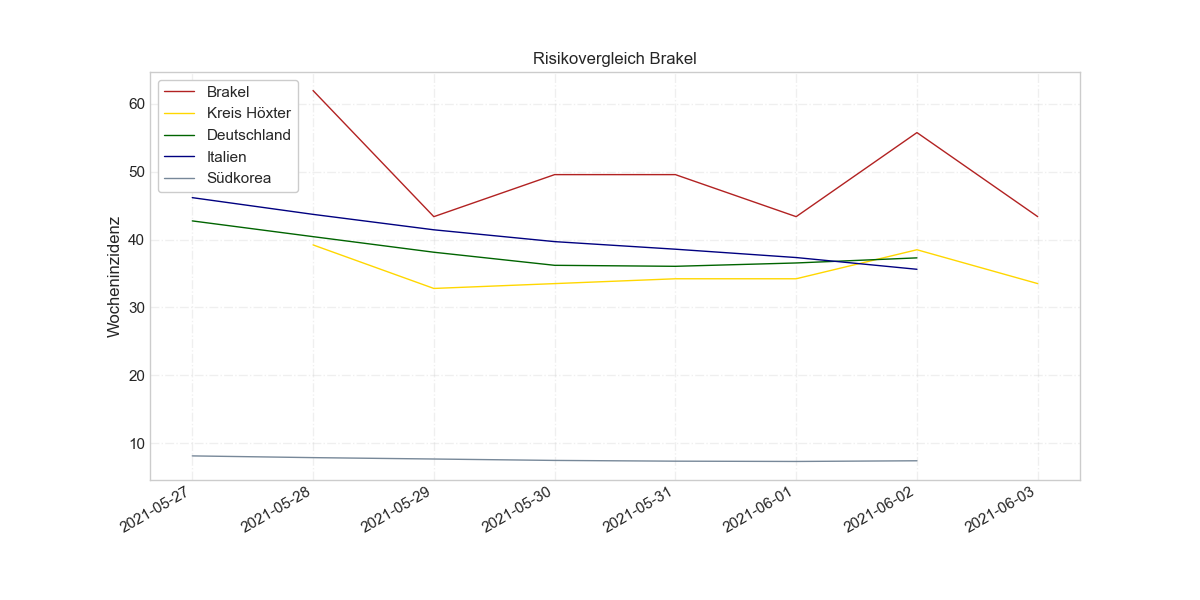 Risikovergleich Brakel
Brakel
Kreis Höxter
Deutschland
Italien
Südkorea
Wocheninzidenz
60
50
40
30
20
10
2021-05-27
2021-05-28
2021-05-29
2021-05-30
2021-05-31
2021-06-01
2021-06-02
2021-06-03